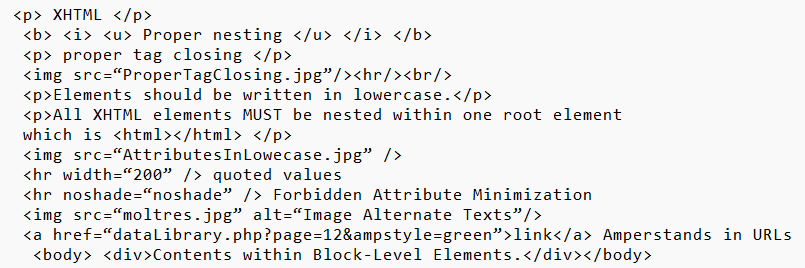 <p> XHTML </p>
<b> <i> <u> Proper nesting </u> </i> </b>
<p> proper tag closing </p>
<img src=“ProperTagClosing.jpg”/><hr/><br/>
<p>Elements should be written in lowercase.</p>
<p>All XHTML elements MUST be nested within one root element
which is <html></html> </p>
<img src=“AttributesInLowecase.jpg” />
<hr width=“200” /> quoted values
<hr noshade=“noshade” /> Forbidden Attribute Minimization
<img src=“moltres.jpg” alt=“Image Alternate Texts”/>
<a href=“dataLibrary.php?page=12&ampstyle=green”>link</a> Amperstands in URLs
<body> <div>Contents within Block-Level Elements.</div></body>